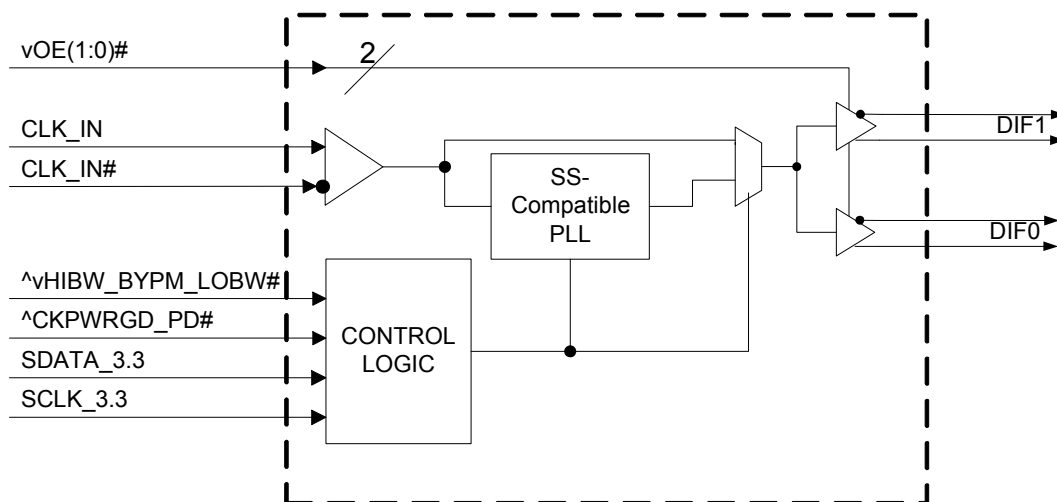 vOE(1:0)#
2
CLK_IN
CLK_IN#
DIF1
SS-
Compatible
PLL
DIF0
^vHIBW_BYPM_LOBW#
^CKPWRGD_PD#
SDATA_3.3
SCLK_3.3
CONTROL
LOGIC